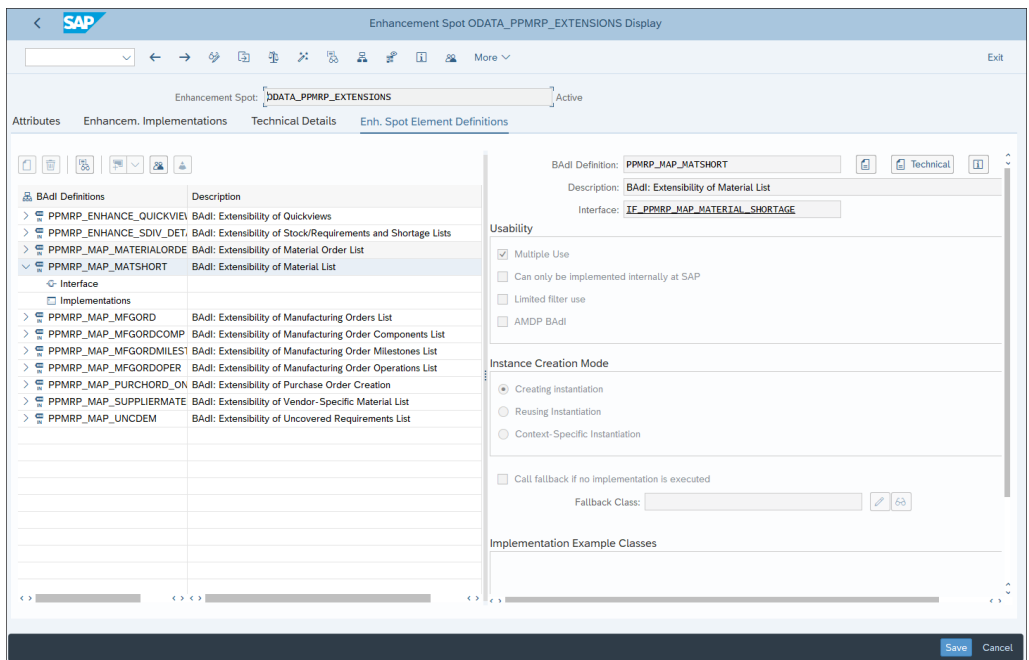 SAP
Enhancement Spot ODATA_PPMRP_EXTENSIONS Display
More
Exit
Enhancement Spot: ODATA_PPMRP_EXTENSIONS Active
Attributes Enhancem. Implementations Technical Details Enh. Spot Element Definitions
BAdI Definitions Description
PPMRP_ENHANCE_QUICKVIEW BAdI: Extensibility of Quickviews
PPMRP_ENHANCE_SDIV_DETA BAdI: Extensibility of Stock/Requirements and Shortage Lists
PPMRP_MAP_MATERIALORDE BAdI: Extensibility of Material Order List
PPMRP_MAP_MATSHORT BAdI: Extensibility of Material List
Interface
Implementations
PPMRP_MAP_MFGORD BAdI: Extensibility of Manufacturing Orders List
PPMRP_MAP_MFGORDCOMP BAdI: Extensibility of Manufacturing Order Components List
PPMRP_MAP_MFGORDMILEST BAdI: Extensibility of Manufacturing Order Milestones List
PPMRP_MAP_MFGORDOPER BAdI: Extensibility of Manufacturing Order Operations List
PPMRP_MAP_PURCHORD_ON BAdI: Extensibility of Purchase Order Creation
PPMRP_MAP_SUPPLIERMATE BAdI: Extensibility of Vendor-Specific Material List
PPMRP_MAP_UNCDEM BAdI: Extensibility of Uncovered Requirements List
BAdI Definition: PPMRP_MAP_MATSHORT
Technical
Description: BAdI: Extensibility of Material List
Interface: IF_PPMRP_MAP_MATERIAL_SHORTAGE
Usability
Multiple Use
Can only be implemented internally at SAP
Limited filter use
AMDP BAdI
Instance Creation Mode
Creating instantiation
Reusing Instantiation
Context-Specific Instantiation
Call fallback if no implementation is executed
Fallback Class:
Implementation Example Classes
Save Cancel